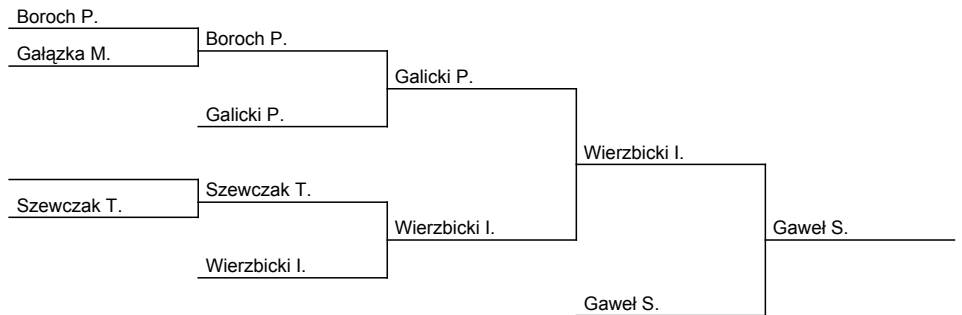 Boroch P.
Gałązka M.
Boroch P.
Galicki P.
Galicki P.
Szewczak T.
Szewczak T.
Wierzbicki I.
Wierzbicki I.
Wierzbicki I.
Gaweł S.
Gaweł S.